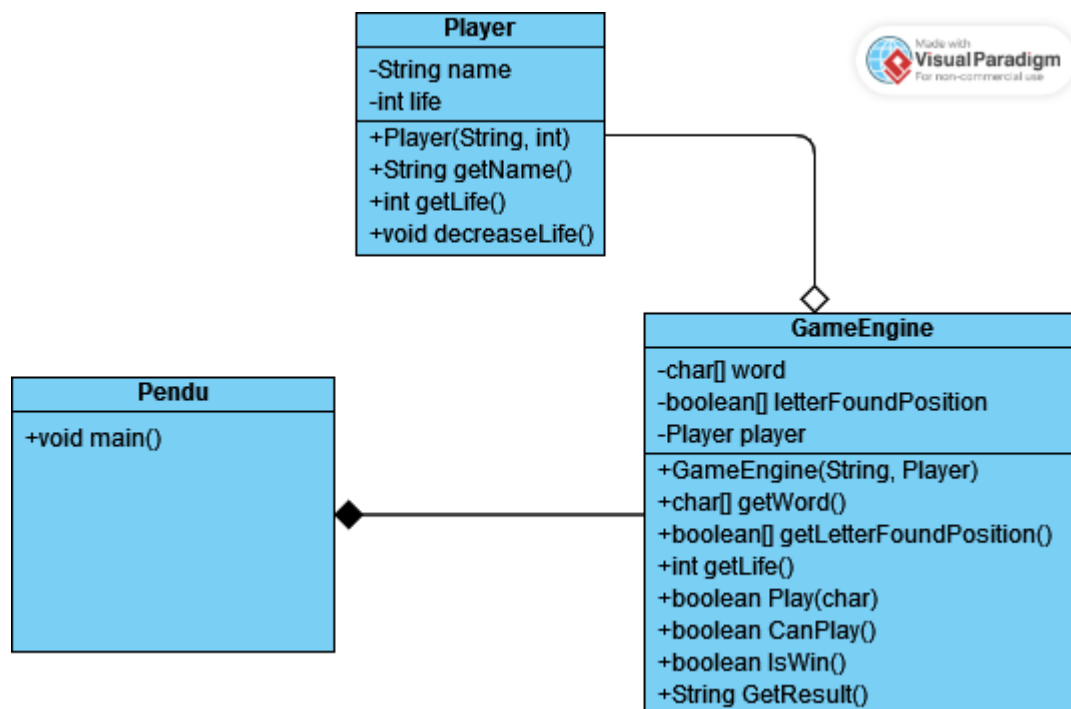 Player
-String name
-int life
+Player(String, int)
+String getName()
+int getLife()
+void decreaseLife()
Made with
Visual Paradigm
For non-commercial use
Pendu
+void main()
GameEngine
-char[] word
-boolean[] letterFoundPosition
-Player player
+GameEngine(String, Player)
+char[] getWord()
+boolean[] getLetterFoundPosition()
+int getLife()
+boolean Play(char)
+boolean CanPlay()
+boolean IsWin()
+String GetResult()